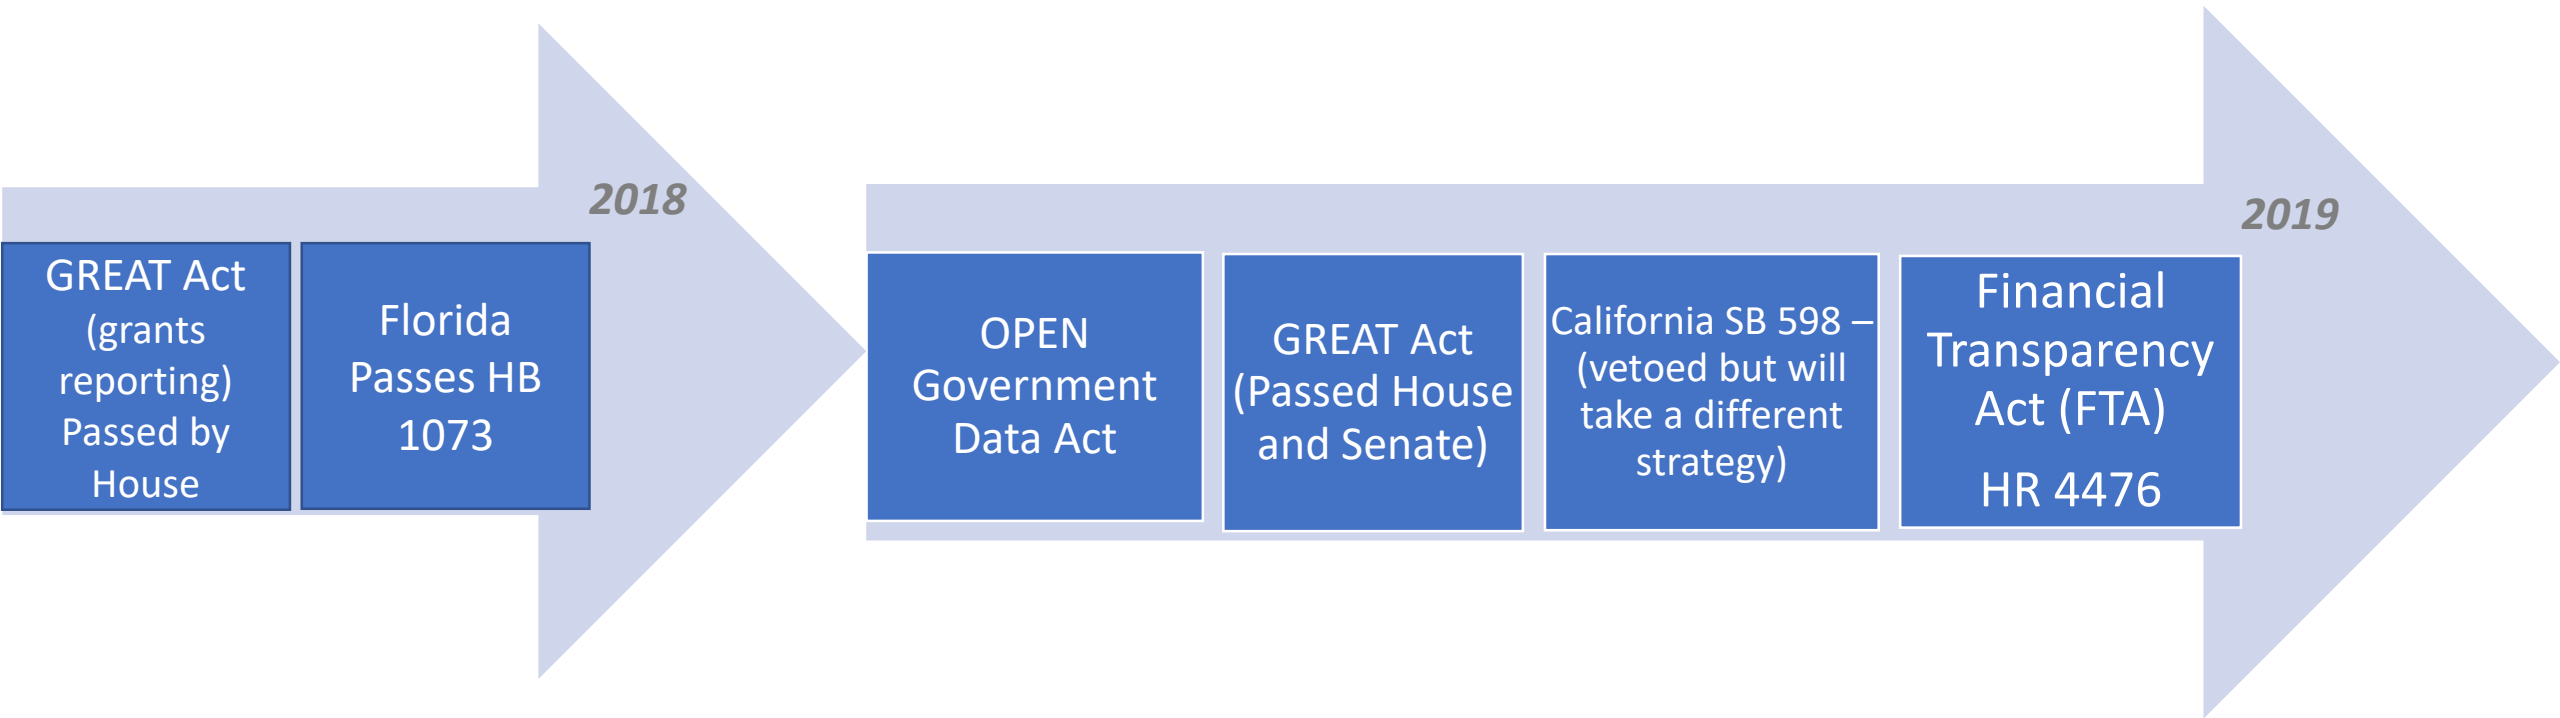 2018
GREAT Act
(grants
reporting)
Passed by
House
Florida
Passes HB
1073
2019
OPEN
Government
Data Act
GREAT Act
(Passed House
and Senate)
California SB 598 –
(vetoed but will
take a different
strategy)
Financial
Transparency
Act (FTA)
HR 4476